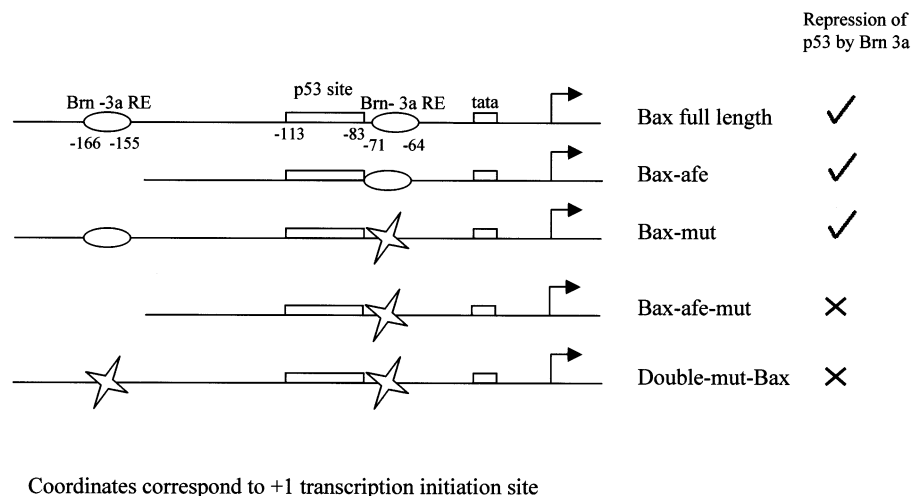 Repression of
p53 by Brn 3a
Brn -3a RE
p53 site
Brn- 3a RE
tata
-166 -155
-113
-83
-71
-64
Bax full length
Bax-afe
Bax-mut
Bax-afe-mut
Double-mut-Bax
Coordinates correspond to +1 transcription initiation site